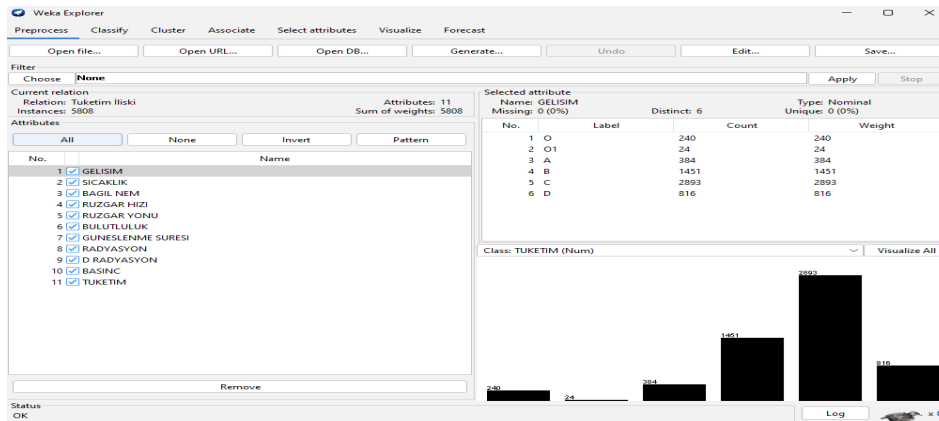 Weka Explorer
Preprocess Classify Cluster Associate Select attributes Visualize Forecast
Open file... Open URL... Open DB... Generate... Undo Edit... Save...
Filter
Choose None Apply Stop
Current relation
Relation: Tuketim İliski Attributes: 11
Instances: 5808 Sum of weights: 5808
Attributes
All None Invert Pattern
No. Name
1 GELISIM
2 SICAKLIK
3 BAGIL NEM
4 RUZGAR HIZI
5 RUZGAR YONU
6 BULUTLULUK
7 GUNESLENME SURESI
8 RADYASYON
9 D RADYASYON
10 BASINC
11 TUKETIM
Remove
Selected attribute
Name: GELISIM Type: Nominal
Missing: 0 (0%) Distinct: 6 Unique: 0 (0%)
No. Label Count Weight
1 O 240 240
2 O1 24 24
3 A 384 384
4 B 1451 1451
5 C 2893 2893
6 D 816 816
Class: TUKETIM (Num) Visualize All
240 24 384 1451 2893 816
Status
OK
Log x 0